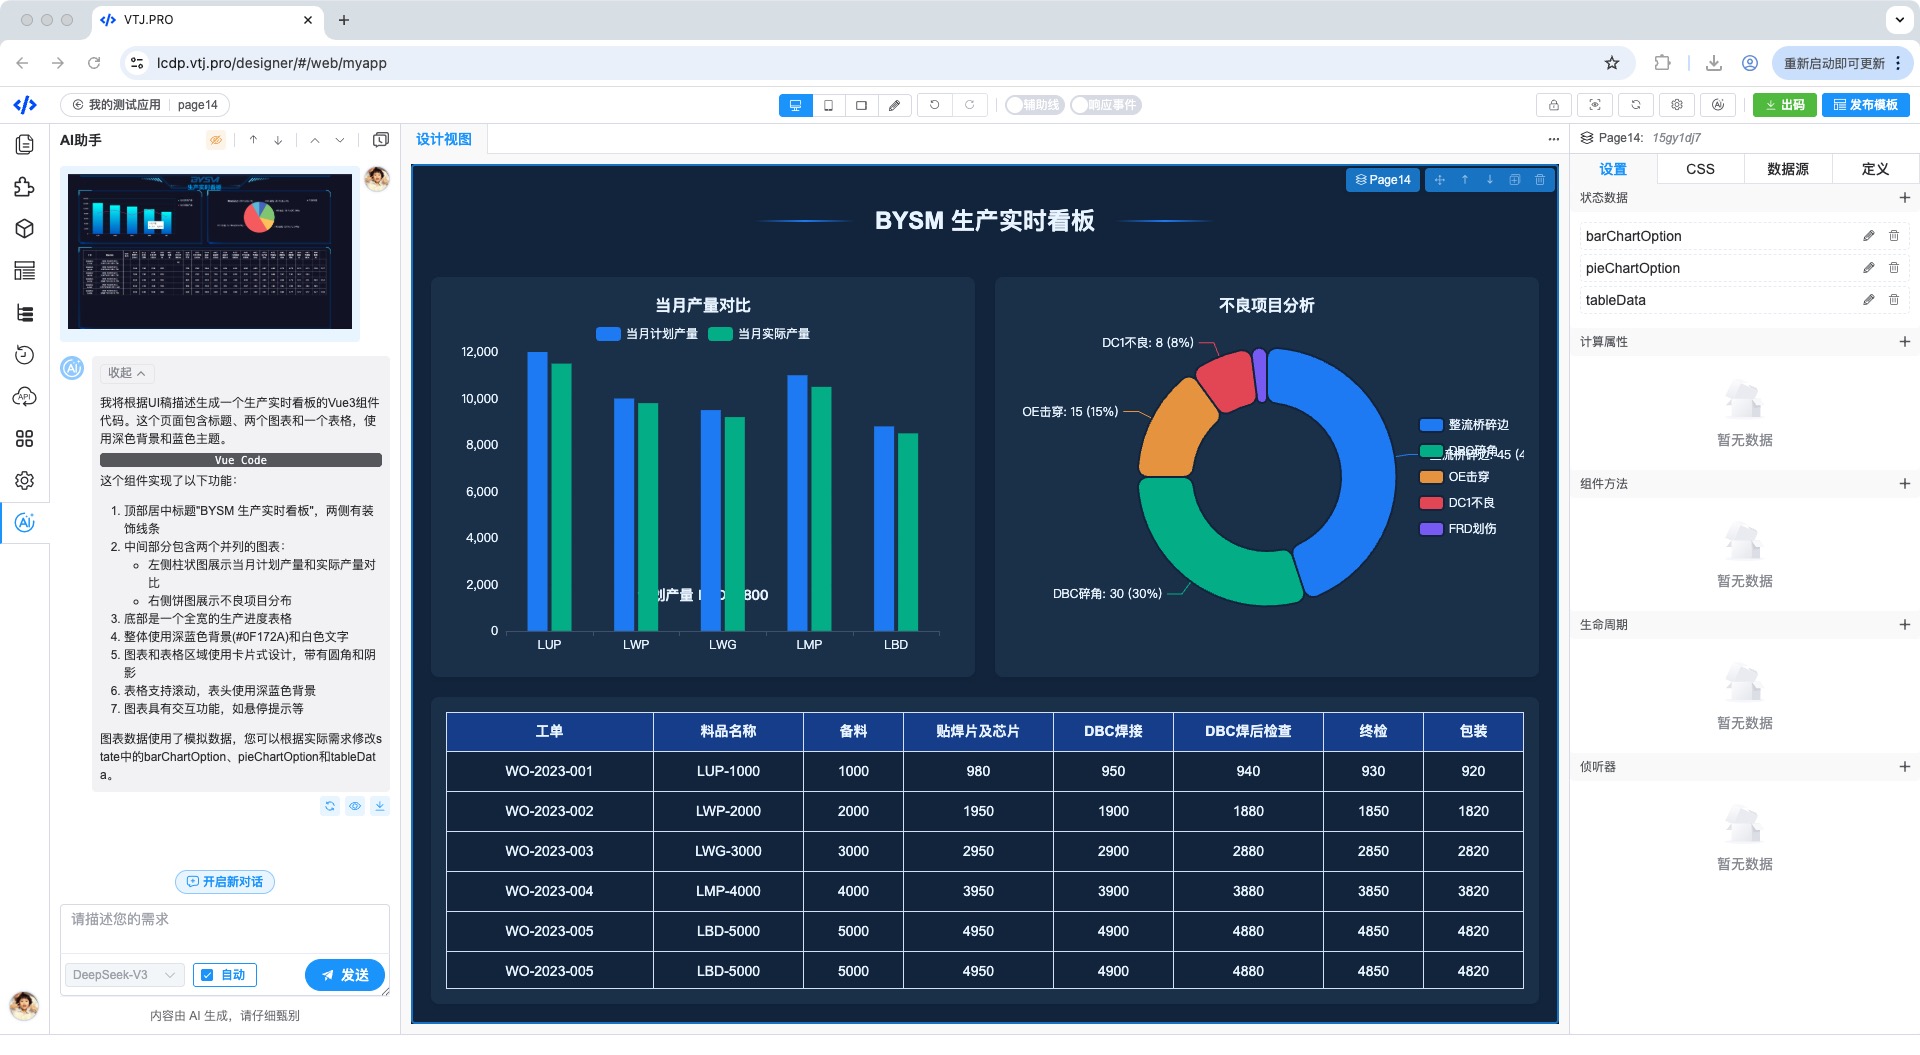 VTJ.PRO
lcdp.vtj.pro/designer/#/web/myapp
重新启动即可更新
我的测试应用
page14
辅助线
响应事件
出码
发布模板
AI助手
收起
我将根据UI稿描述生成一个生产实时看板的Vue3组件
代码。这个页面包含标题、两个图表和一个表格，使
用深色背景和蓝色主题。
Vue Code
这个组件实现了以下功能：
1. 顶部居中标题"BYSM 生产实时看板"，两侧有装
饰线条
2. 中间部分包含两个并列的图表：
左侧柱状图展示当月计划产量和实际产量对
比
右侧饼图展示不良项目分布
3. 底部是一个全宽的生产进度表格
4. 整体使用深蓝色背景(#0F172A)和白色文字
5. 图表和表格区域使用卡片式设计，带有圆角和阴
影
6. 表格支持滚动，表头使用深蓝色背景
7. 图表具有交互功能，如悬停提示等
图表数据使用了模拟数据，您可以根据实际需求修改s
tate中的barChartOption、pieChartOption和tableDat
a。
开启新对话
请描述您的需求
DeepSeek-V3
自动
发送
内容由 AI 生成，请仔细甄别
设计视图
Page14
BYSM 生产实时看板
当月产量对比
当月计划产量
当月实际产量
12,000
10,000
8,000
6,000
4,000
2,000
0
划产量
800
LUP
LWP
LWG
LMP
LBD
不良项目分析
DC1不良: 8 (8%)
OE击穿: 15 (15%)
DBC碎角: 30 (30%)
整流桥碎边
DBC碎角
45 (4
OE击穿
DC1不良
FRD划伤
工单 料品名称 备料 贴焊片及芯片 DBC焊接 DBC焊后检查 终检 包装
WO-2023-001 LUP-1000 1000 980 950 940 930 920
WO-2023-002 LWP-2000 2000 1950 1900 1880 1850 1820
WO-2023-003 LWG-3000 3000 2950 2900 2880 2850 2820
WO-2023-004 LMP-4000 4000 3950 3900 3880 3850 3820
WO-2023-005 LBD-5000 5000 4950 4900 4880 4850 4820
WO-2023-005 LBD-5000 5000 4950 4900 4880 4850 4820
Page14: 15gy1dj7
设置
CSS
数据源
定义
状态数据
barChartOption
pieChartOption
tableData
计算属性
暂无数据
组件方法
暂无数据
生命周期
暂无数据
侦听器
暂无数据